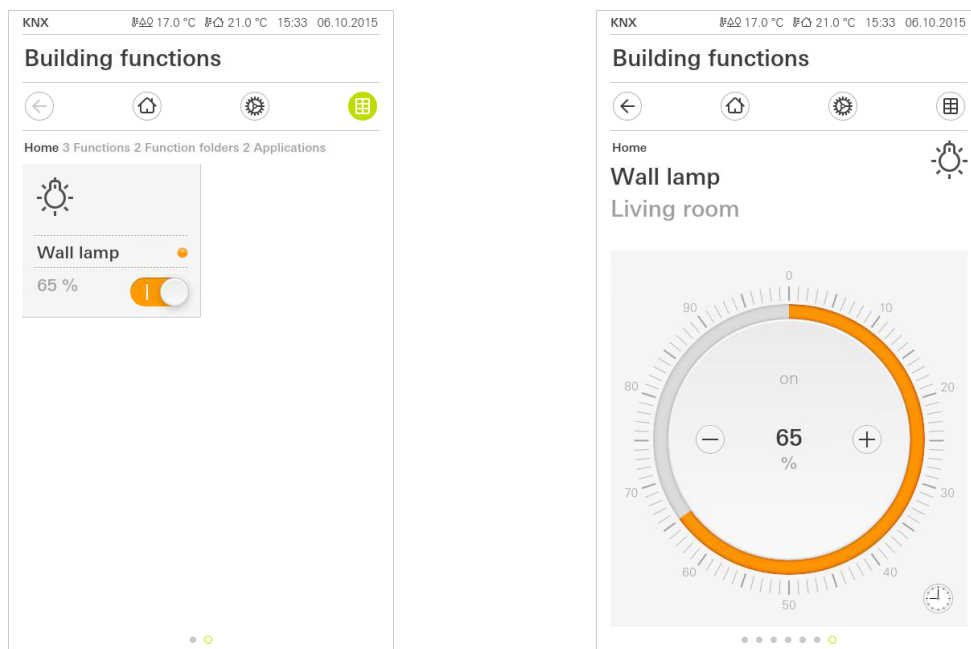 KNX 17.0 °C 21.0 °C 15:33 06.10.2015
Building functions
Home 3 Functions 2 Function folders 2 Applications
Wall lamp
65 %
KNX 17.0 °C 21.0 °C 15:33 06.10.2015
Building functions
Home
Wall lamp
Living room
0
90 10
on
80 20
65
%
70 30
60 40
50